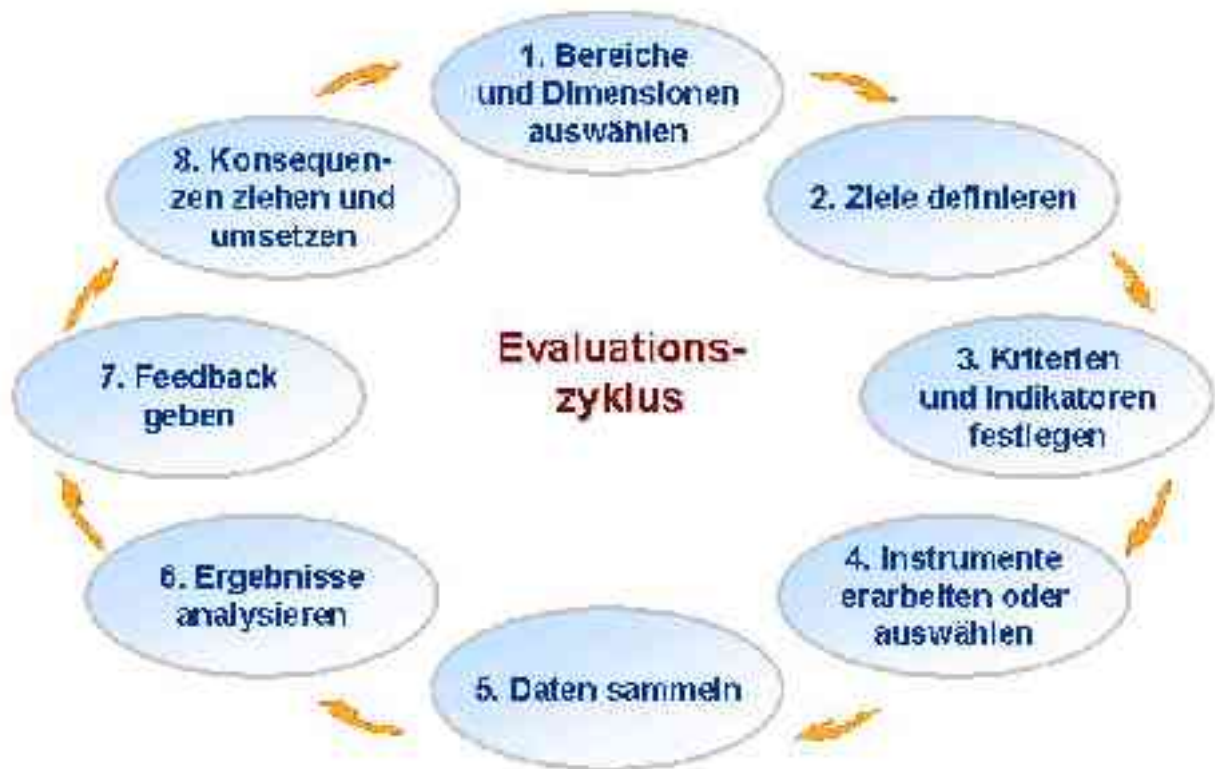 1. Bereiche
und Dimensionen
auswählen
2. Ziele definieren
3. Kriterien
und Indikatoren
festlegen
4. Instrumente
erarbeiten oder
auswählen
5. Daten sammeln
6. Ergebnisse
analysieren
7. Feedback
geben
8. Konsequen-
zen ziehen und
umsetzen
Evaluations-
zyklus